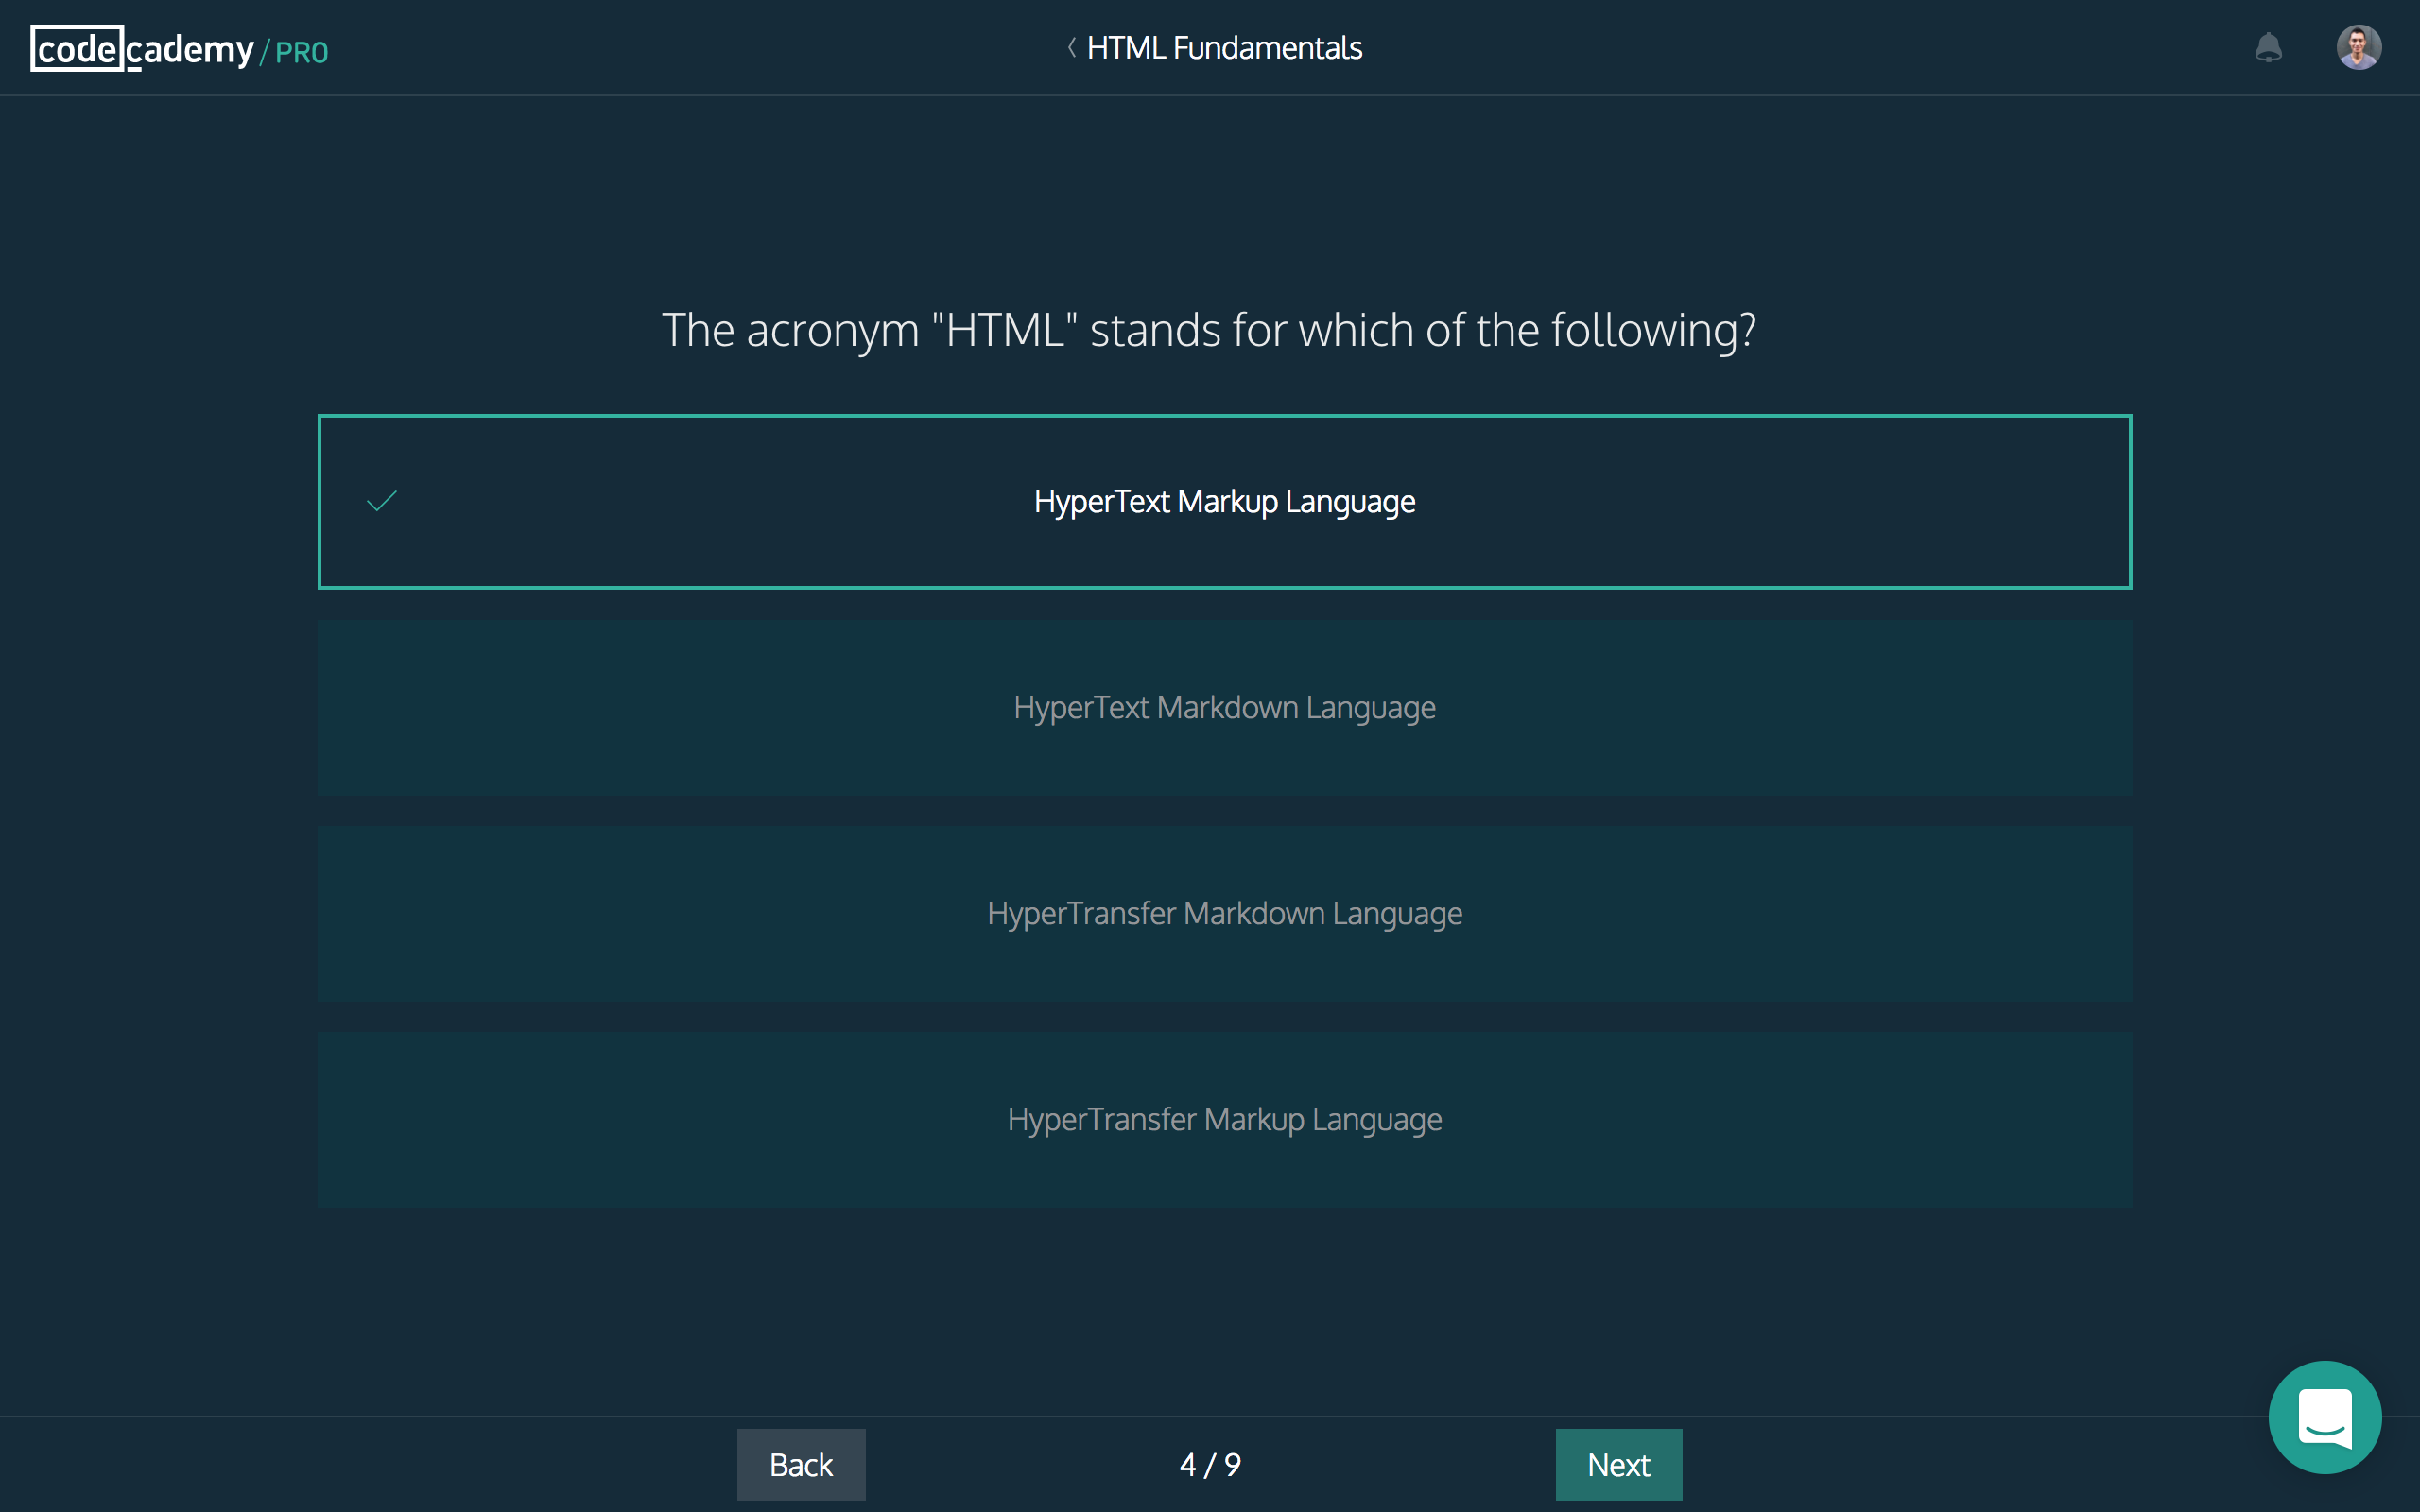 codecademy/PRO
HTML Fundamentals
The acronym "HTML" stands for which of the following?
HyperText Markup Language
HyperText Markdown Language
HyperTransfer Markdown Language
HyperTransfer Markup Language
Back
4 / 9
Next